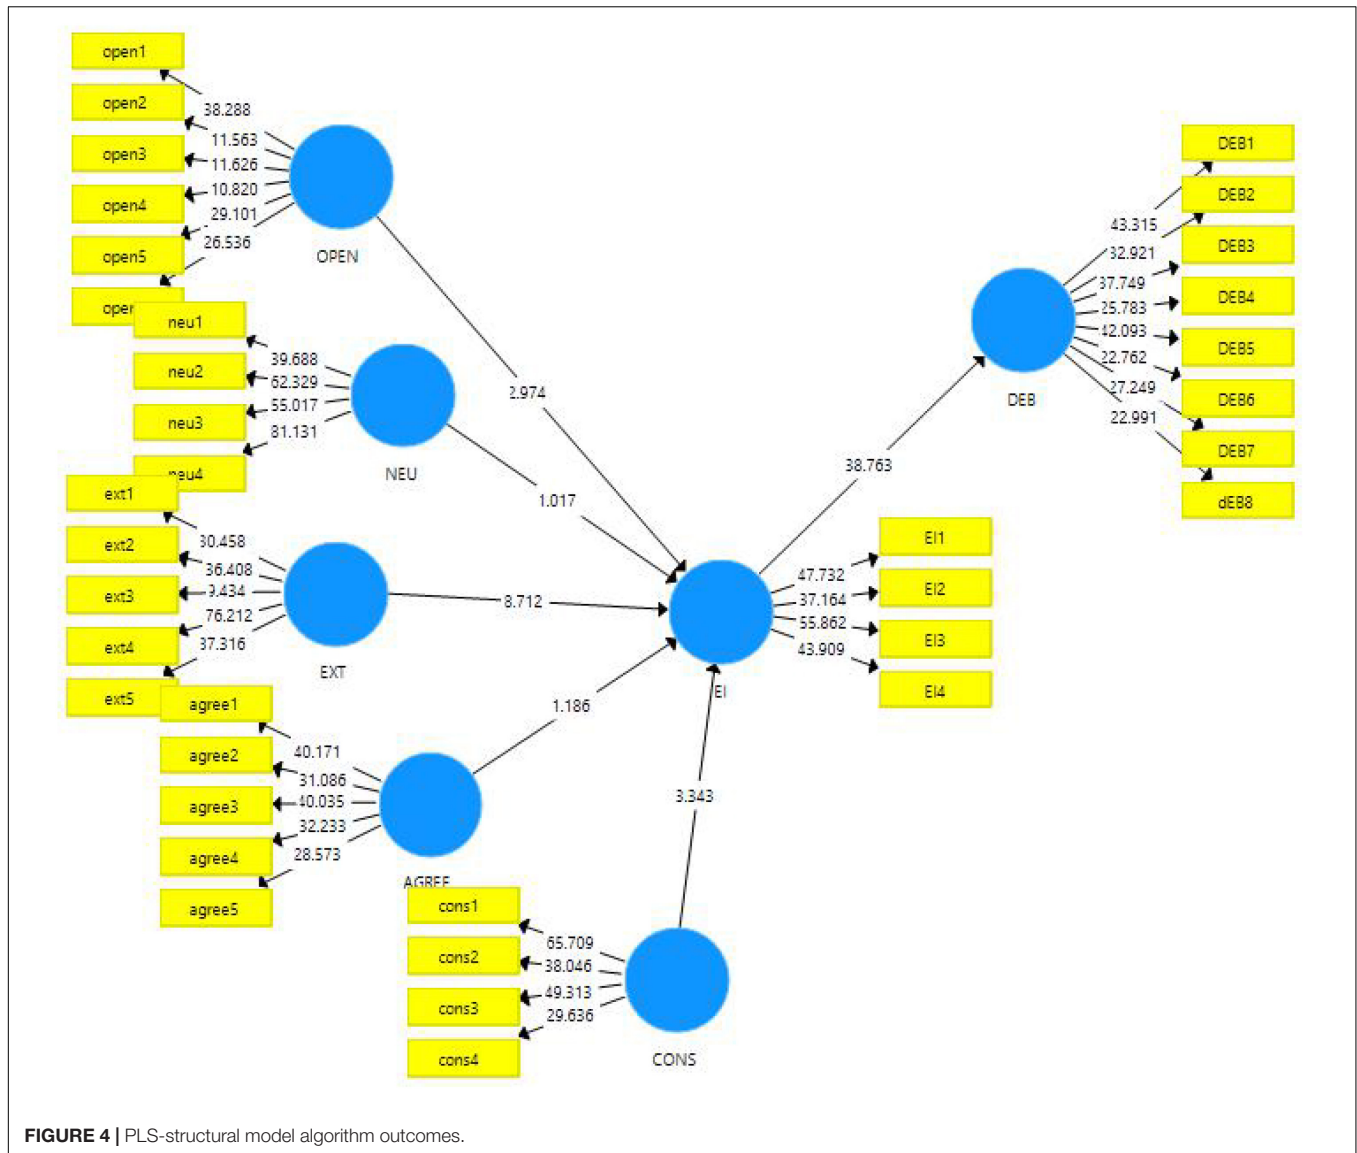 open1
open2
open3
open4
open5
38.288
11.563
11.626
10.820
29.101
26.536
OPEN
neu1
neu2
neu3
neu4
39.688
62.329
55.017
81.131
NEU
ext1
ext2
ext3
ext4
ext5
30.458
36.408
9.434
76.212
37.316
EXT
agree1
agree2
agree3
agree4
agree5
40.171
31.086
40.035
32.233
28.573
AGREE
cons1
cons2
cons3
cons4
65.709
38.046
49.313
29.636
CONS
2.974
1.017
8.712
1.186
3.343
EI
EI1
EI2
EI3
EI4
47.732
37.164
55.862
43.909
38.763
DEB
DEB1
DEB2
DEB3
DEB4
DEB5
DEB6
DEB7
dEB8
43.315
32.921
37.749
25.783
42.093
22.762
27.249
22.991
FIGURE 4 | PLS-structural model algorithm outcomes.